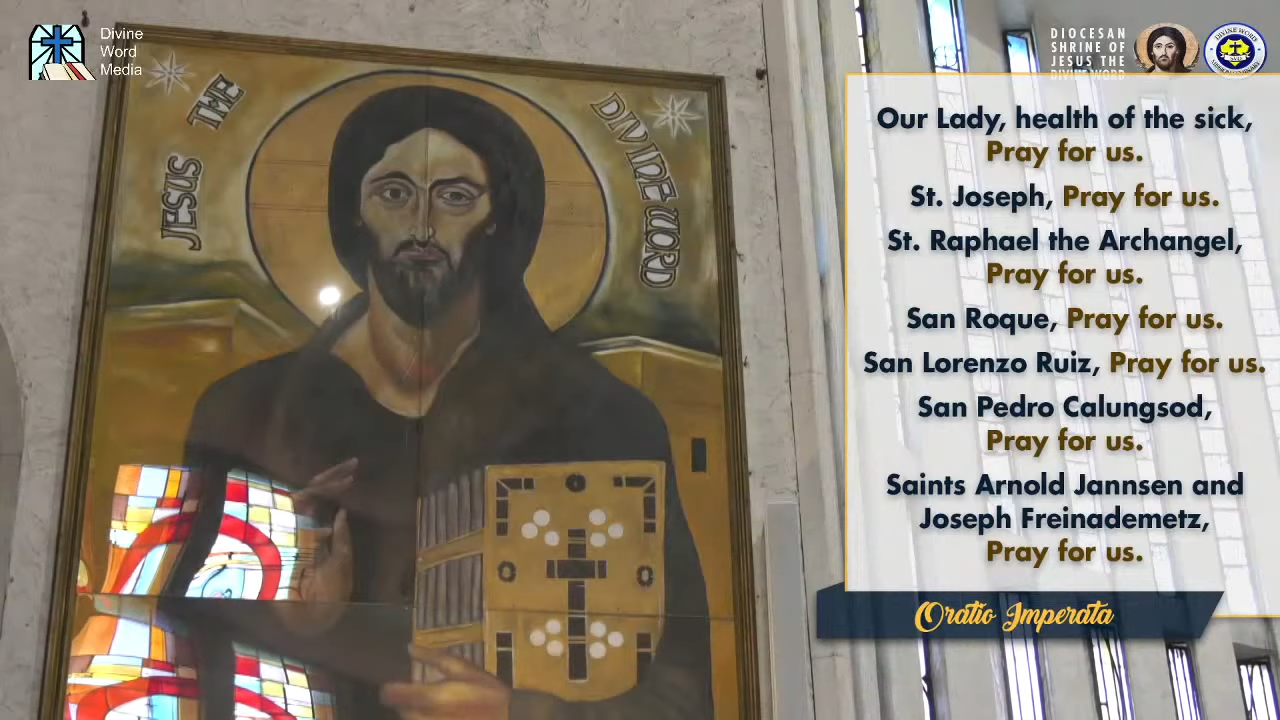 Divine
Word
Media
JESUS THE
DIVINE WORD
DIOCESAN
SHRINE OF
JESUS THE
DIVINE WORD
Our Lady, health of the sick,
Pray for us.
St. Joseph, Pray for us.
St. Raphael the Archangel,
Pray for us.
San Roque, Pray for us.
San Lorenzo Ruiz, Pray for us.
San Pedro Calungsod,
Pray for us.
Saints Arnold Jannsen and
Joseph Freinademetz,
Pray for us.
Oratio Imperata